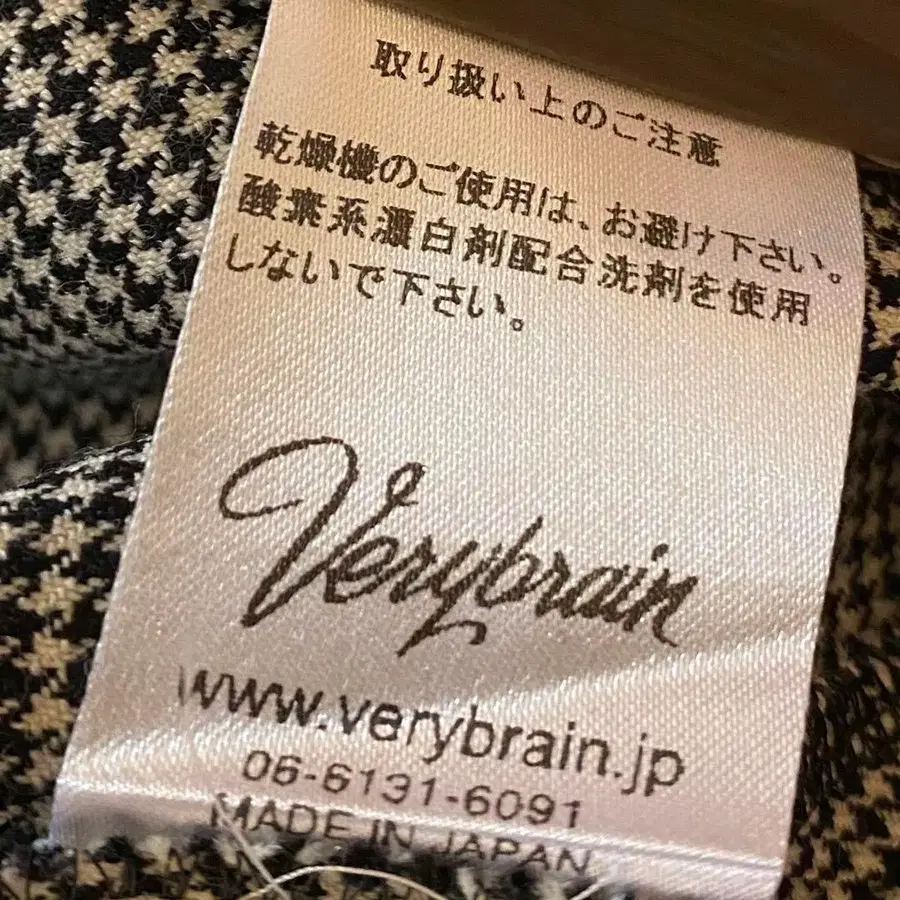 取り扱い上のご注意
乾燥機のご使用は、お避け下さい。
酸素系漂白剤配合洗剤を使用
しないで下さい。
Verybrain
www.verybrain.jp
06-6131-6091
MADE IN JAPAN